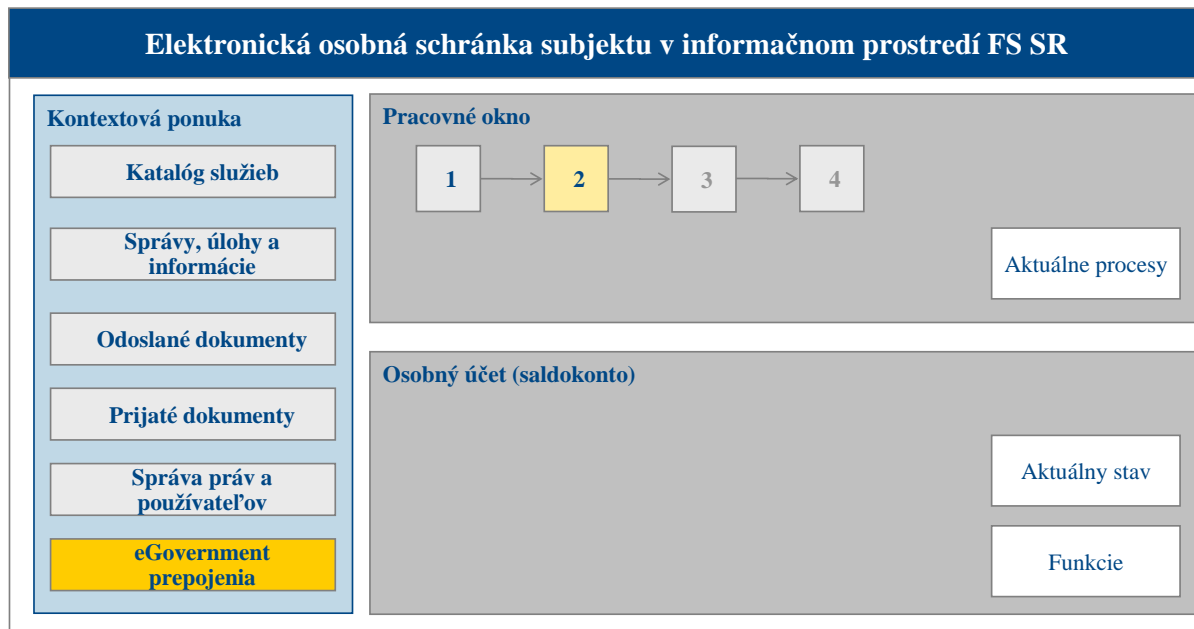 Elektronická osobná schránka subjektu v informačnom prostredí FS SR
Kontextová ponuka
Katalóg služieb
Správy, úlohy a
informácie
Odoslané dokumenty
Prijaté dokumenty
Správa práv a
používateľov
eGovernment
prepojenia
Pracovné okno
1
2
3
4
Aktuálne procesy
Osobný účet (saldokonto)
Aktuálny stav
Funkcie